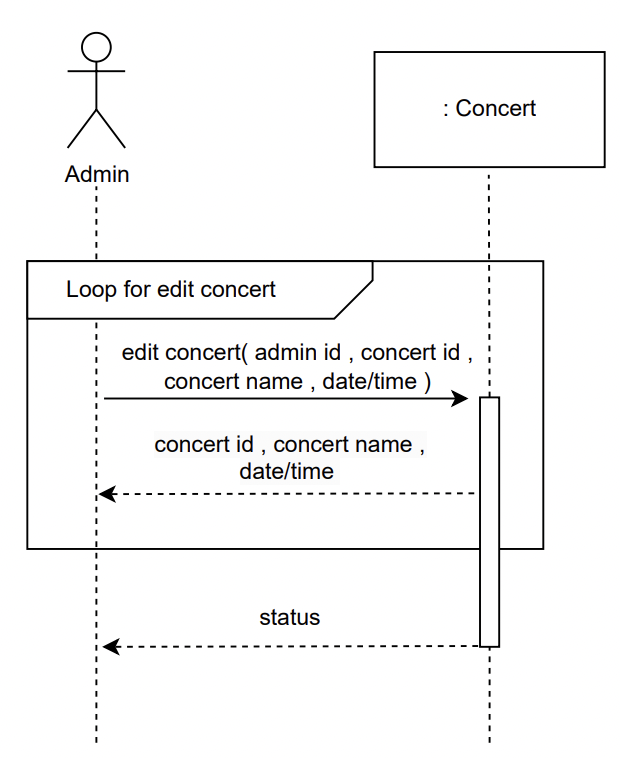 : Concert
Admin
Loop for edit concert
edit concert( admin id , concert id ,
concert name , date/time )
concert id , concert name ,
date/time
status